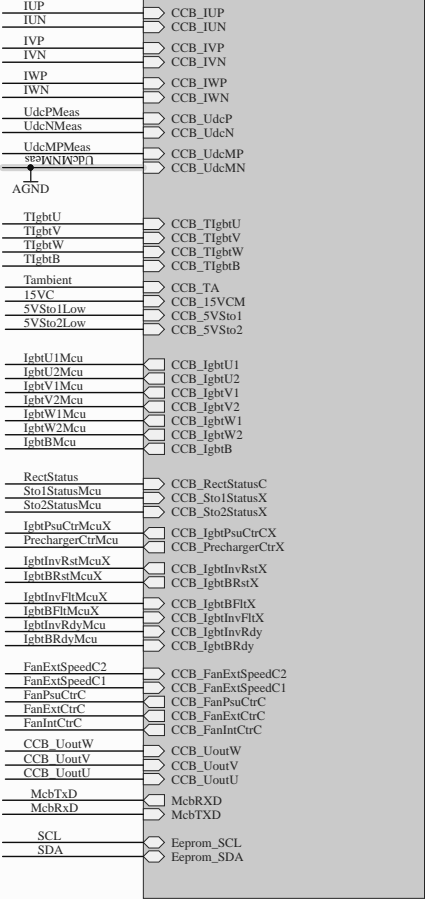 IUP CCB_IUP
IUN CCB_IUN
IVP CCB_IVP
IVN CCB_IVN
IWP CCB_IWP
IWN CCB_IWN
UdcPMeas CCB_UdcP
UdcNMeas CCB_UdcN
UdcMPMeas CCB_UdcMP
UdcMNMeas CCB_UdcMN
AGND
TIgbtU CCB_TIgbtU
TIgbtV CCB_TIgbtV
TIgbtW CCB_TIgbtW
TIgbtB CCB_TIgbtB
Tambient CCB_TA
15VC CCB_15VCM
5VSto1Low CCB_5VSto1
5VSto2Low CCB_5VSto2
IgbtU1Mcu CCB_IgbtU1
IgbtU2Mcu CCB_IgbtU2
IgbtV1Mcu CCB_IgbtV1
IgbtV2Mcu CCB_IgbtV2
IgbtW1Mcu CCB_IgbtW1
IgbtW2Mcu CCB_IgbtW2
IgbtBMcu CCB_IgbtB
RectStatus CCB_RectStatusC
Sto1StatusMcu CCB_Sto1StatusX
Sto2StatusMcu CCB_Sto2StatusX
IgbtPsuCtrMcuX CCB_IgbtPsuCtrCX
PrechargerCtrMcu CCB_PrechargerCtrX
IgbtInvRstMcuX CCB_IgbtInvRstX
IgbtBRstMcuX CCB_IgbtBRstX
IgbtInvFltMcuX CCB_IgbtBFltX
IgbtBFltMcuX CCB_IgbtInvFltX
IgbtInvRdyMcu CCB_IgbtInvRdy
IgbtBRdyMcu CCB_IgbtBRdy
FanExtSpeedC2 CCB_FanExtSpeedC2
FanExtSpeedC1 CCB_FanExtSpeedC1
FanPsuCtrC CCB_FanPsuCtrC
FanExtCtrC CCB_FanExtCtrC
FanIntCtrC CCB_FanIntCtrC
CCB_UoutW CCB_UoutW
CCB_UoutV CCB_UoutV
CCB_UoutU CCB_UoutU
McbTxD McbRXD
McbRxD McbTXD
SCL Eeprom_SCL
SDA Eeprom_SDA